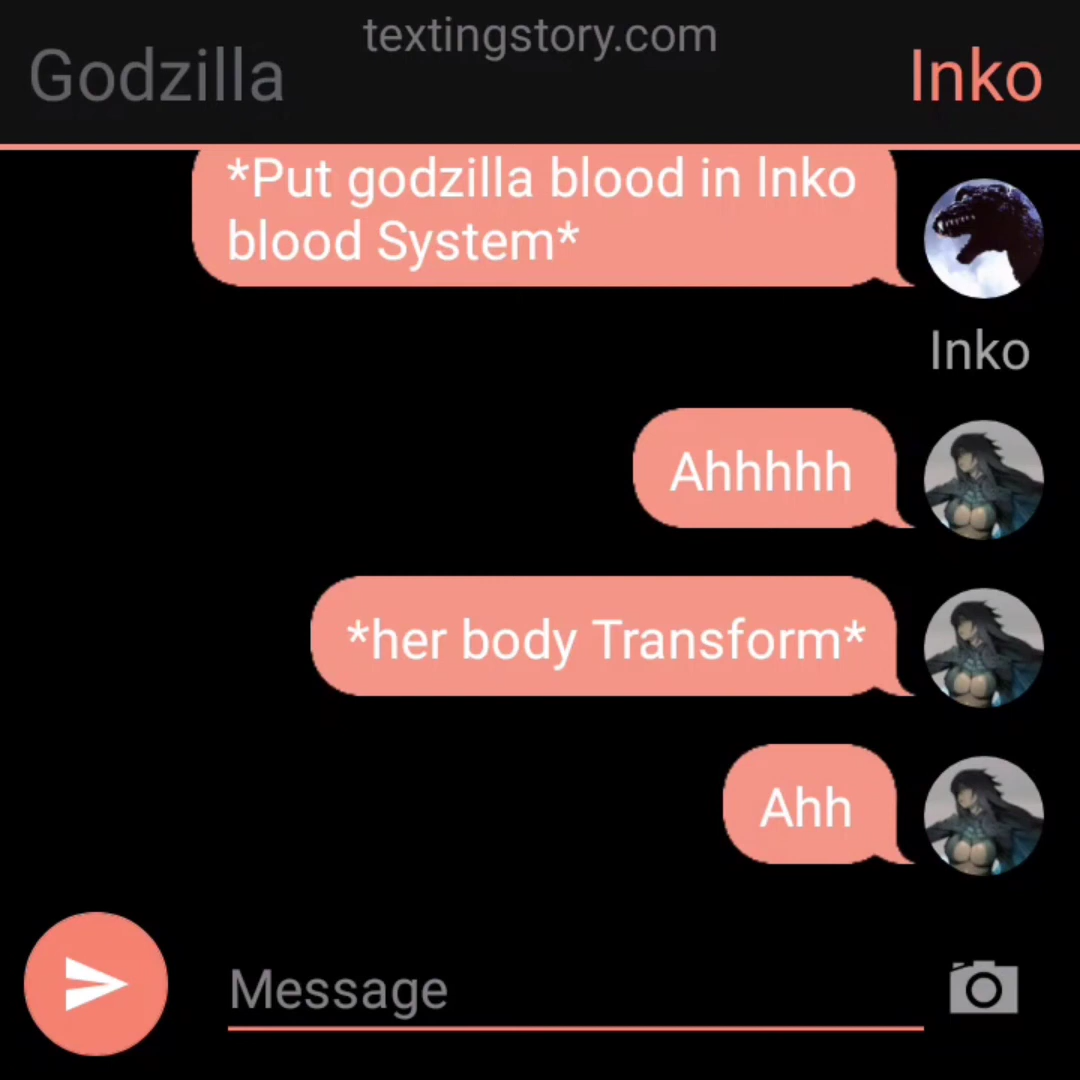 textingstory.com
Godzilla
Inko
*Put godzilla blood in Inko
blood System*
Inko
Ahhhhh
*her body Transform*
Ahh
Message